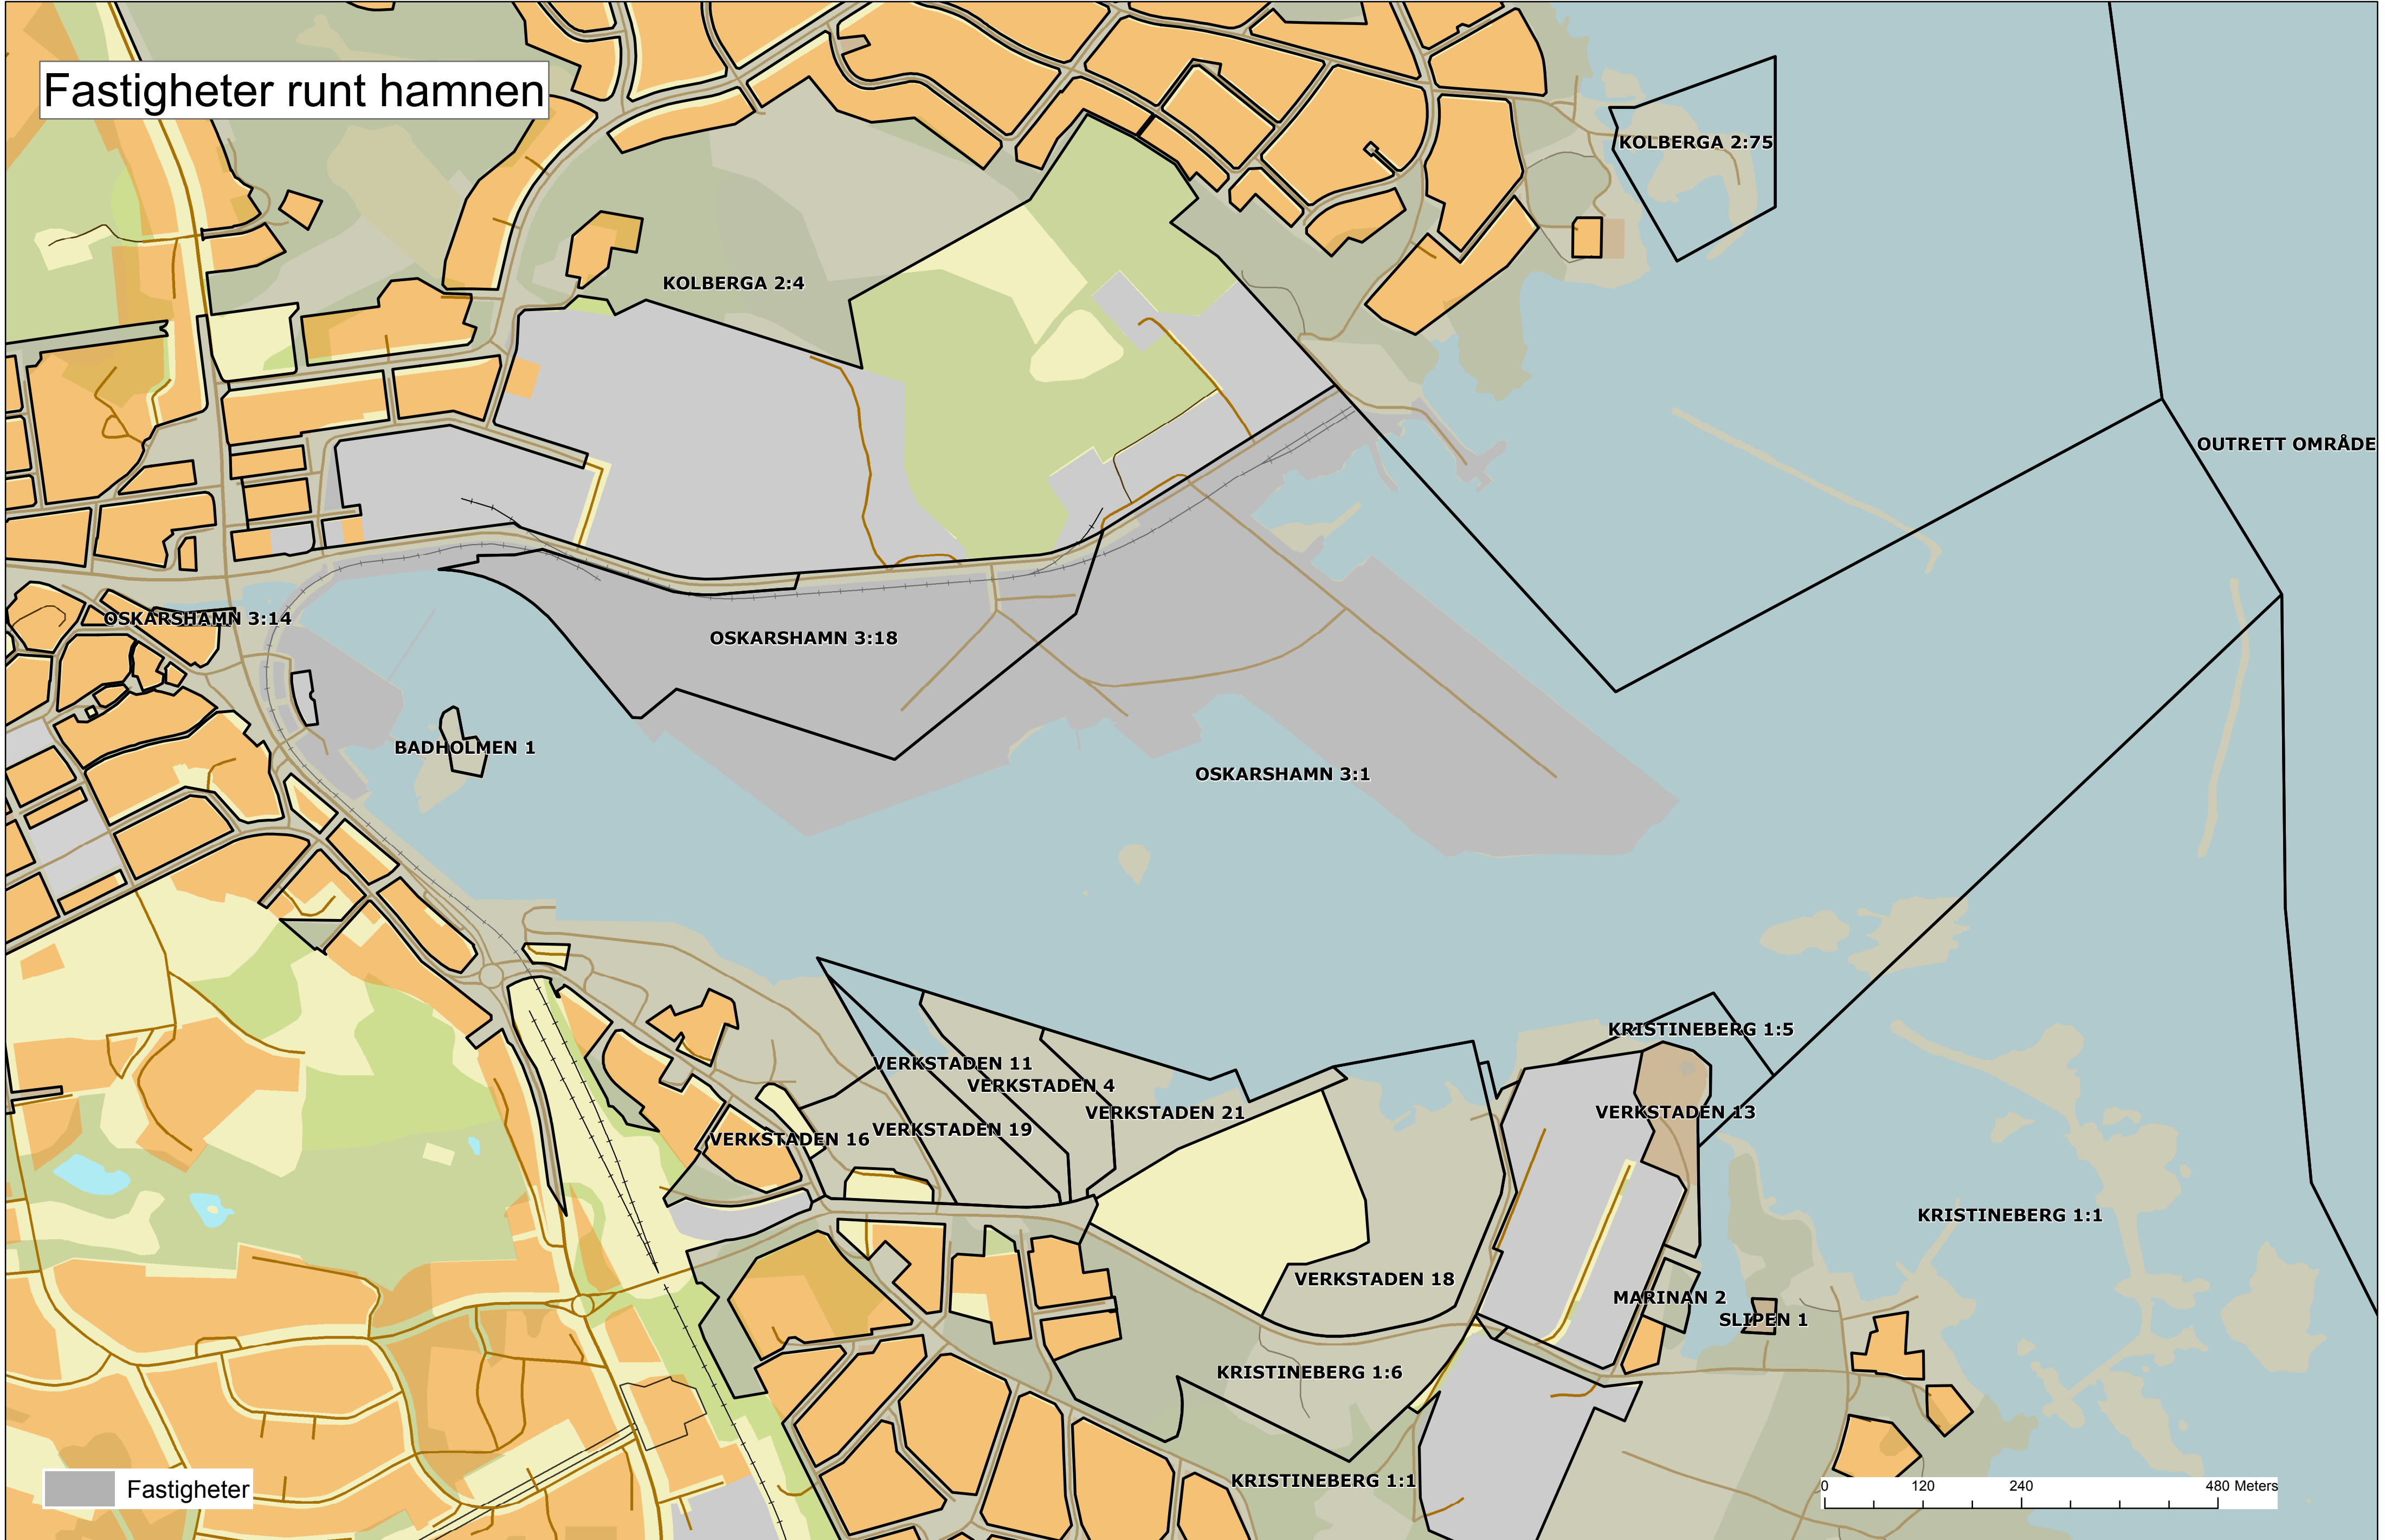 Fastigheter runt hamnen
KOLBERGA 2:75
KOLBERGA 2:4
OUTRETT OMRÅDE
OSKARSHAMN 3:14
OSKARSHAMN 3:18
BADHOLMEN 1
OSKARSHAMN 3:1
KRISTINEBERG 1:5
VERKSTADEN 11
VERKSTADEN 4
VERKSTADEN 21
VERKSTADEN 13
VERKSTADEN 19
VERKSTADEN 16
KRISTINEBERG 1:1
VERKSTADEN 18
MARINAN 2
SLIPEN 1
KRISTINEBERG 1:6
KRISTINEBERG 1:1
Fastigheter
0 120 240 480 Meters